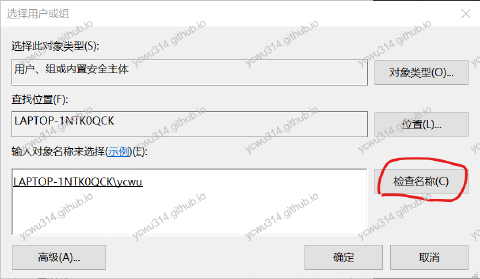 选择用户或组
选择此对象类型(S):
用户、组或内置安全主体
对象类型(O)...
查找位置(F):
LAPTOP-1NTK0QCK
位置(L)...
输入对象名称来选择(示例)(E):
LAPTOP-1NTK0QCK\ycwu
检查名称(C)
高级(A)...
确定
取消
ycwu314.github.io
ycwu314.github.io
ycwu314.github.io
ycwu314.github.io
ycwu314.github.io
ycwu314.github.io
ycwu314.github.io
ycwu314.github.io
ycwu314.github.io